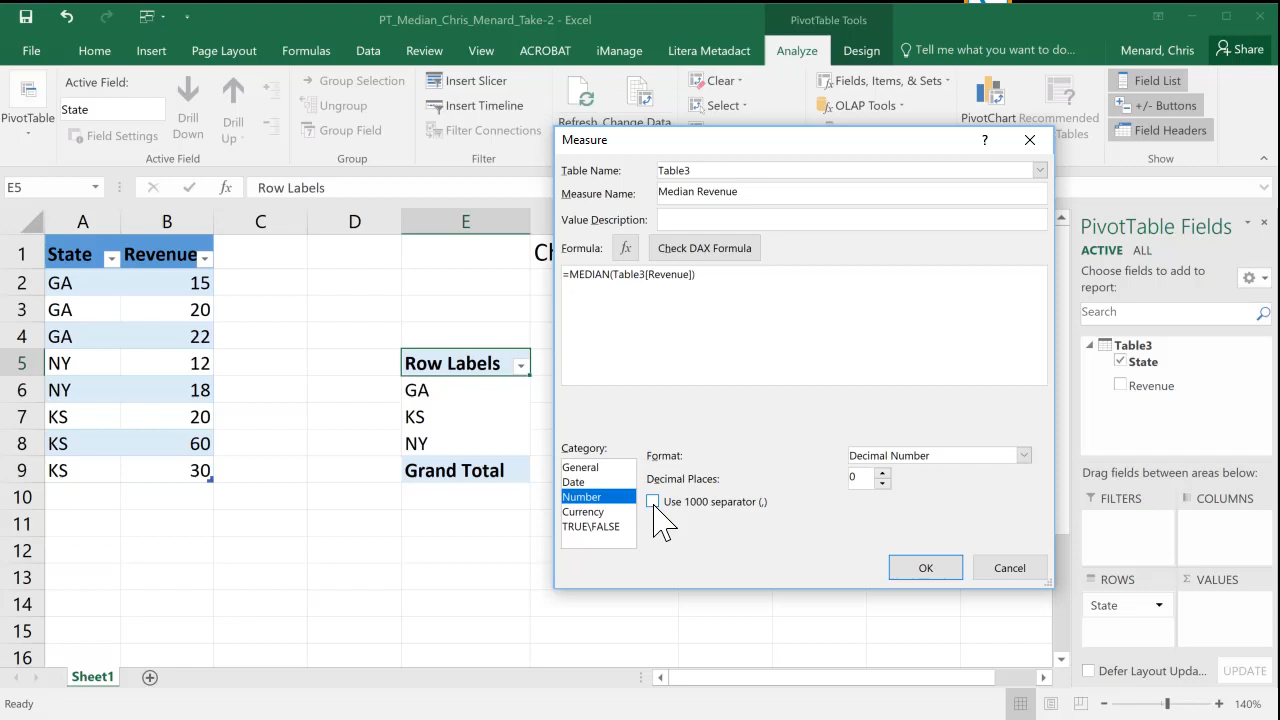 PT_Median_Chris_Menard_Take-2 - Excel
PivotTable Tools
File Home Insert Page Layout Formulas Data Review View ACROBAT iManage Litera Metadact Analyze Design Tell me what you want to do... Menard, Chris Share
PivotTable
Active Field:
State
Field Settings
Active Field
Drill Down
Drill Up
Group Selection
Ungroup
Group Field
Group
Insert Slicer
Insert Timeline
Filter Connections
Filter
Refresh Change Data
Clear
Select
Fields, Items, & Sets
OLAP Tools
PivotChart
Recommended
Tables
Field List
+/- Buttons
Field Headers
Show
E5 fx Row Labels
A B C D E
1 State Revenue
2 GA 15
3 GA 20
4 GA 22
5 NY 12 Row Labels
6 NY 18 GA
7 KS 20 KS
8 KS 60 NY
9 KS 30 Grand Total
10
11
12
13
14
15
16
Measure ?
Table Name: Table3
Measure Name: Median Revenue
Value Description:
Formula: fx Check DAX Formula
=MEDIAN(Table3[Revenue])
Category:
General
Date
Number
Currency
TRUE\FALSE
Format: Decimal Number
Decimal Places: 0
Use 1000 separator (,)
OK Cancel
PivotTable Fields
ACTIVE ALL
Choose fields to add to
report:
Search
Table3
State
Revenue
Drag fields between areas below:
FILTERS COLUMNS
ROWS Σ VALUES
State
Defer Layout Upda... UPDATE
Sheet1
Ready 140%